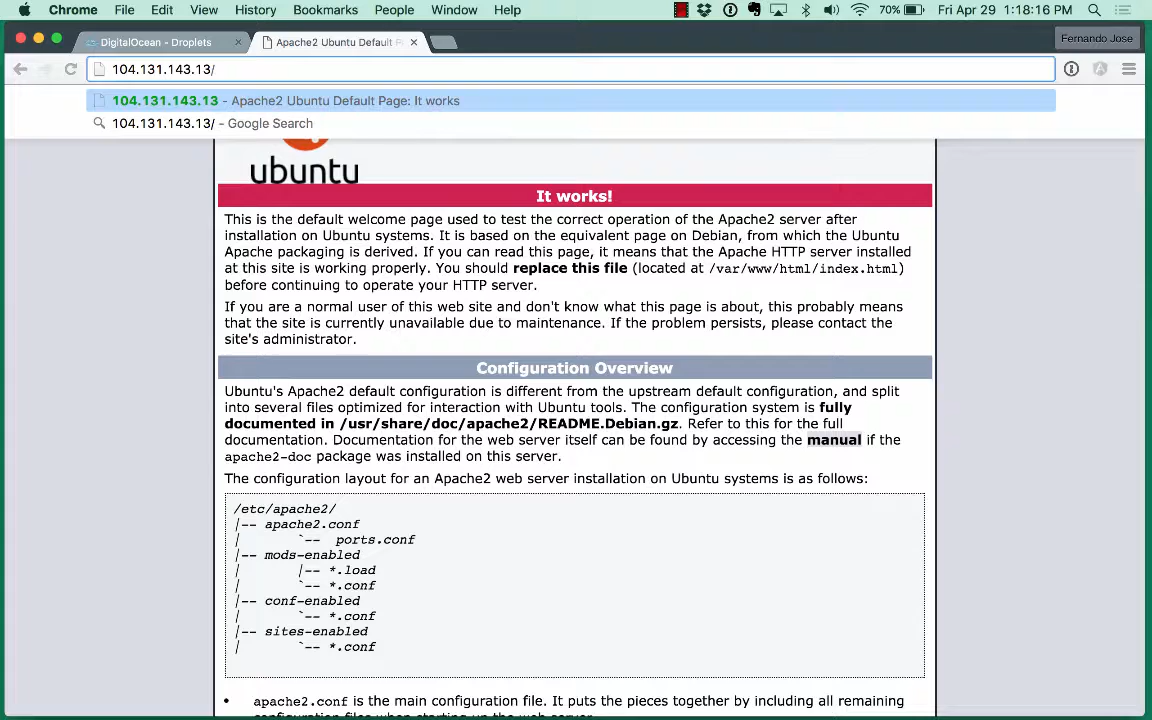 Chrome File Edit View History Bookmarks People Window Help 70% Fri Apr 29 1:18:16 PM
DigitalOcean - Droplets × Apache2 Ubuntu Default × Fernando Jose
104.131.143.13/
104.131.143.13 - Apache2 Ubuntu Default Page: It works
104.131.143.13/ - Google Search
ubuntu
It works!
This is the default welcome page used to test the correct operation of the Apache2 server after
installation on Ubuntu systems. It is based on the equivalent page on Debian, from which the Ubuntu
Apache packaging is derived. If you can read this page, it means that the Apache HTTP server installed
at this site is working properly. You should replace this file (located at /var/www/html/index.html)
before continuing to operate your HTTP server.
If you are a normal user of this web site and don't know what this page is about, this probably means
that the site is currently unavailable due to maintenance. If the problem persists, please contact the
site's administrator.
Configuration Overview
Ubuntu's Apache2 default configuration is different from the upstream default configuration, and split
into several files optimized for interaction with Ubuntu tools. The configuration system is fully
documented in /usr/share/doc/apache2/README.Debian.gz. Refer to this for the full
documentation. Documentation for the web server itself can be found by accessing the manual if the
apache2-doc package was installed on this server.
The configuration layout for an Apache2 web server installation on Ubuntu systems is as follows:
/etc/apache2/
|-- apache2.conf
|       `--  ports.conf
|-- mods-enabled
|       |-- *.load
|       `-- *.conf
|-- conf-enabled
|       `-- *.conf
|-- sites-enabled
|       `-- *.conf
• apache2.conf is the main configuration file. It puts the pieces together by including all remaining
configuration files when starting up the web server.